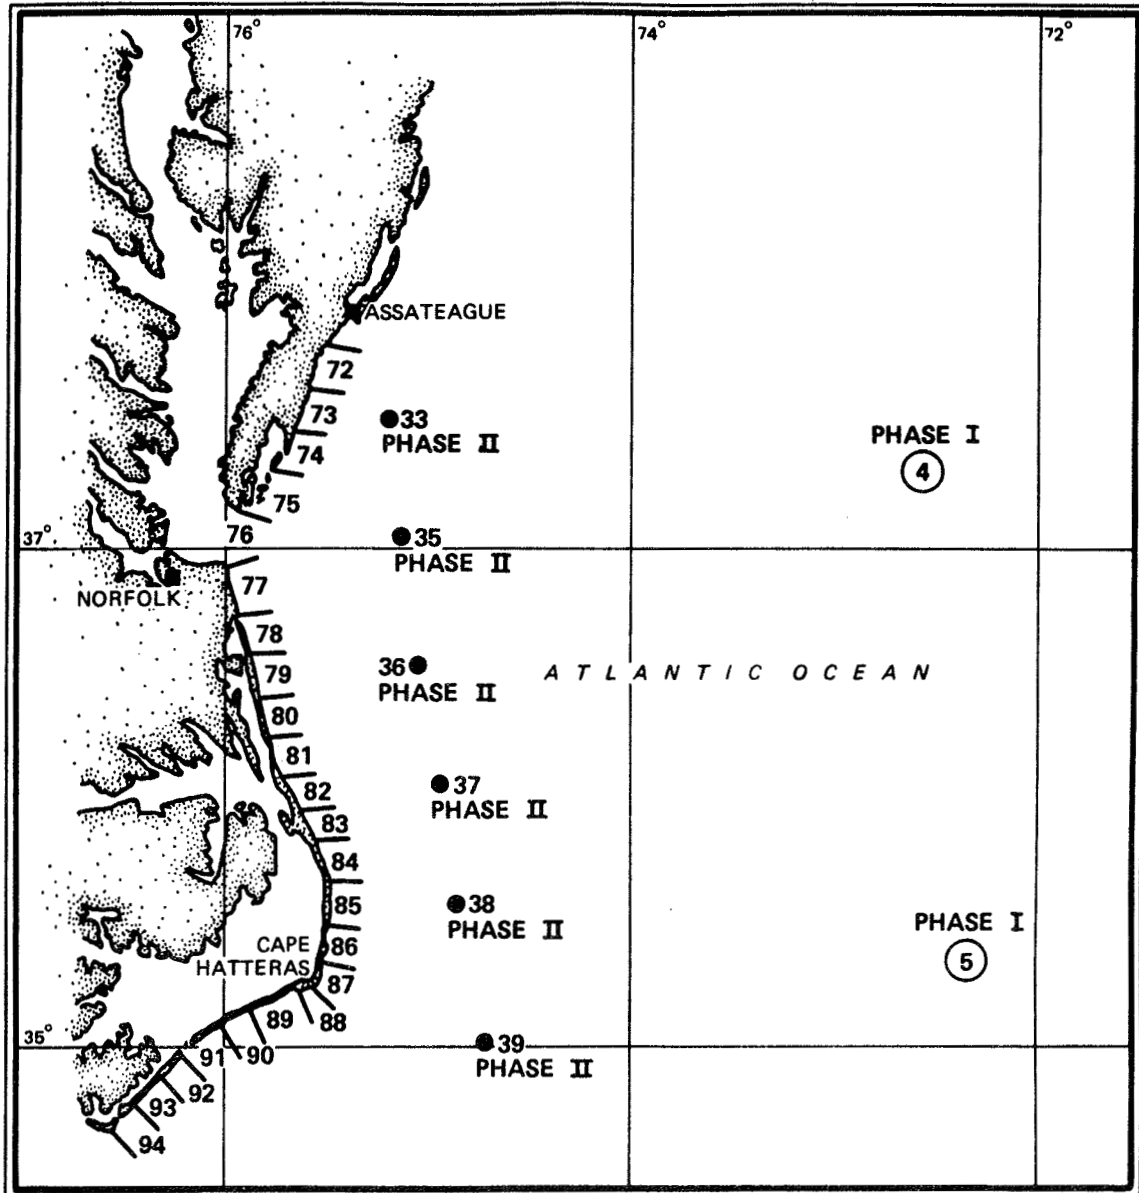 76°
74°
72°
ASSATEAGUE
72
73
33
PHASE II
PHASE I
4
74
75
76
35
37°
PHASE II
77
NORFOLK
78
36
79
PHASE II
ATLANTIC OCEAN
80
81
37
82
PHASE II
83
84
85
38
PHASE II
PHASE I
CAPE
86
HATTERAS
5
87
89
88
35°
91
90
39
PHASE II
92
93
94